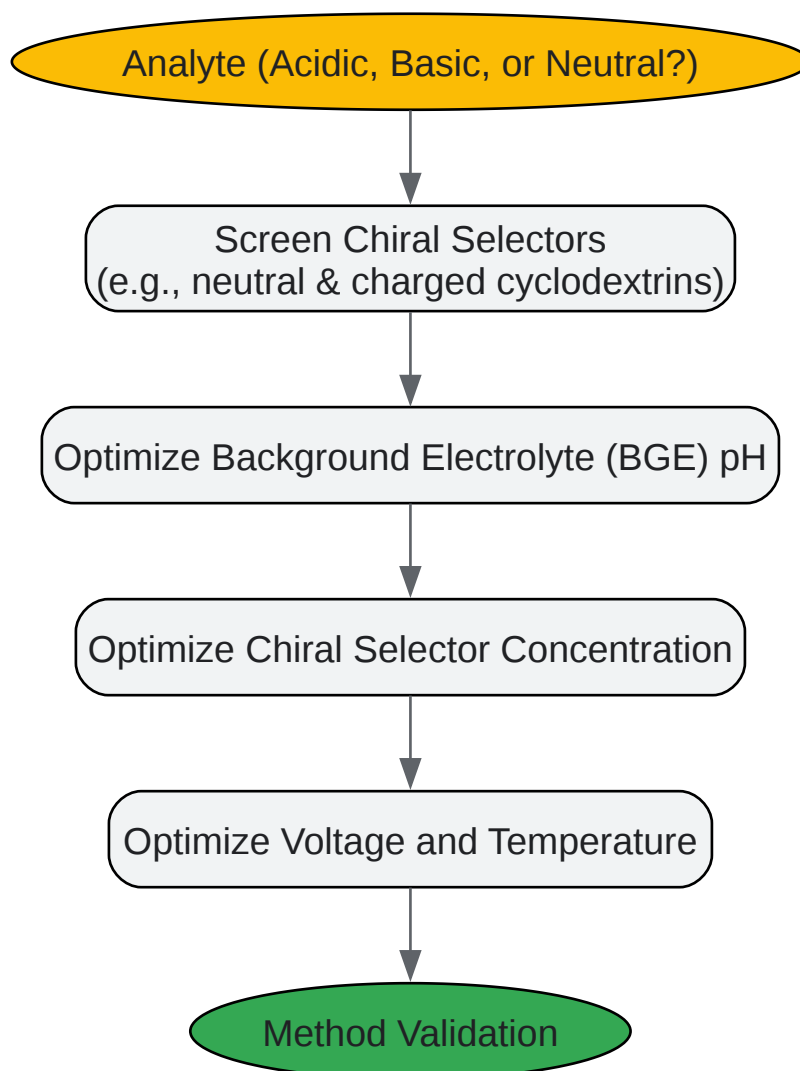 Analyte (Acidic, Basic, or Neutral?)
Screen Chiral Selectors
(e.g., neutral & charged cyclodextrins)
Optimize Background Electrolyte (BGE) pH
Optimize Chiral Selector Concentration
Optimize Voltage and Temperature
Method Validation